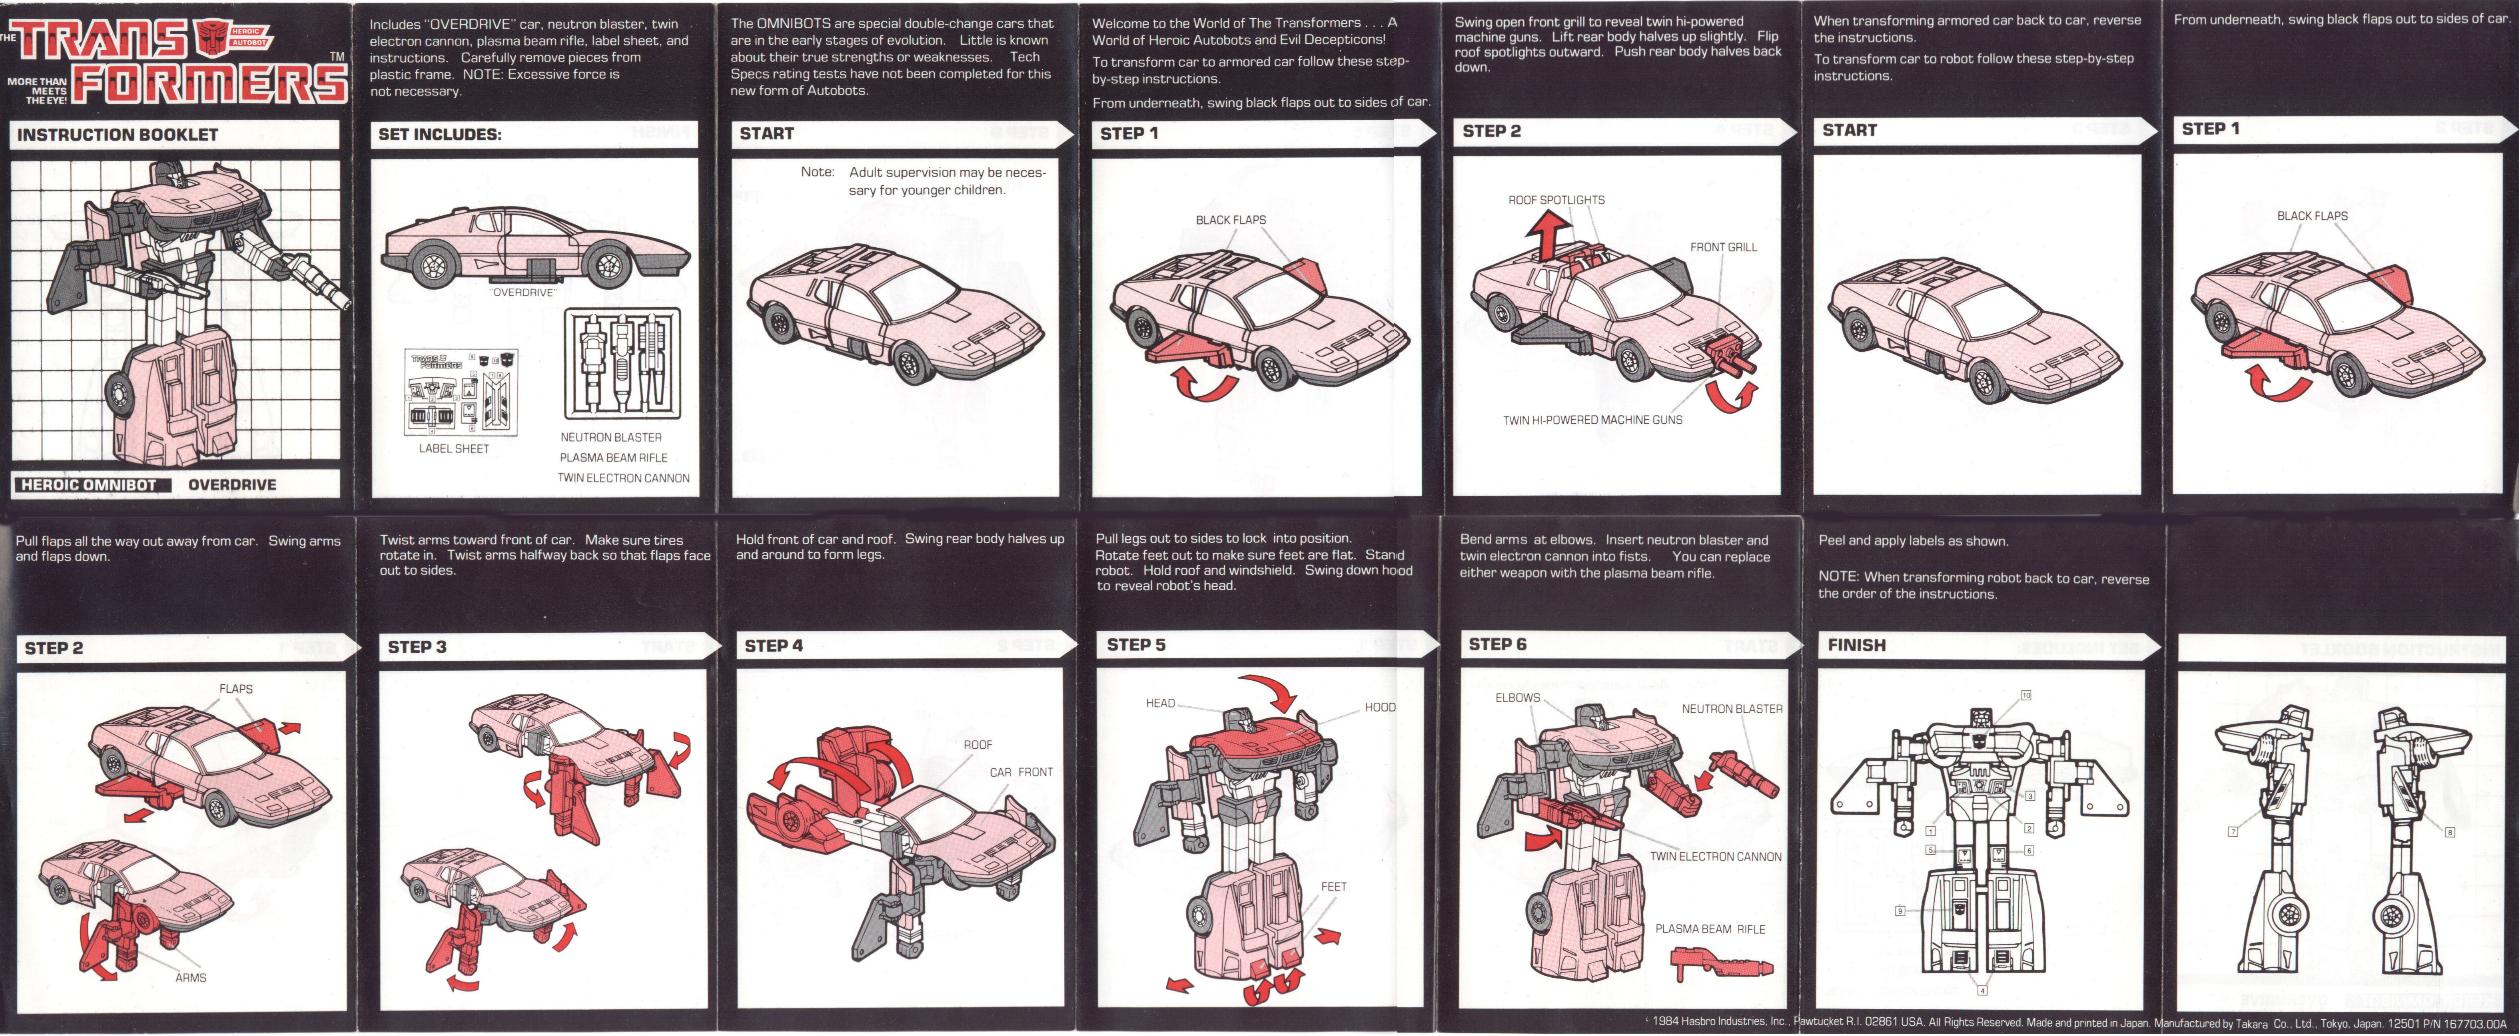 THE
TRANS
HEROIC
AUTOBOT
FORMERS
TM
MORE THAN
MEETS
THE EYE!
INSTRUCTION BOOKLET
HEROIC OMNIBOT OVERDRIVE
Includes "OVERDRIVE" car, neutron blaster, twin
electron cannon, plasma beam rifle, label sheet, and
instructions. Carefully remove pieces from
plastic frame. NOTE: Excessive force is
not necessary.
SET INCLUDES:
"OVERDRIVE"
TRANS
FORMERS
LABEL SHEET
NEUTRON BLASTER
PLASMA BEAM RIFLE
TWIN ELECTRON CANNON
The OMNIBOTS are special double-change cars that
are in the early stages of evolution. Little is known
about their true strengths or weaknesses. Tech
Specs rating tests have not been completed for this
new form of Autobots.
START
Note: Adult supervision may be neces-
sary for younger children.
Welcome to the World of The Transformers . . . A
World of Heroic Autobots and Evil Decepticons!
To transform car to armored car follow these step-
by-step instructions.
From underneath, swing black flaps out to sides of car.
STEP 1
BLACK FLAPS
Swing open front grill to reveal twin hi-powered
machine guns. Lift rear body halves up slightly. Flip
roof spotlights outward. Push rear body halves back
down.
STEP 2
ROOF SPOTLIGHTS
FRONT GRILL
TWIN HI-POWERED MACHINE GUNS
When transforming armored car back to car, reverse
the instructions.
To transform car to robot follow these step-by-step
instructions.
START
From underneath, swing black flaps out to sides of car.
STEP 1
BLACK FLAPS
Pull flaps all the way out away from car. Swing arms
and flaps down.
STEP 2
FLAPS
ARMS
Twist arms toward front of car. Make sure tires
rotate in. Twist arms halfway back so that flaps face
out to sides.
STEP 3
Hold front of car and roof. Swing rear body halves up
and around to form legs.
STEP 4
ROOF
CAR FRONT
Pull legs out to sides to lock into position.
Rotate feet out to make sure feet are flat. Stand
robot. Hold roof and windshield. Swing down hood
to reveal robot's head.
STEP 5
HEAD
HOOD
FEET
Bend arms at elbows. Insert neutron blaster and
twin electron cannon into fists. You can replace
either weapon with the plasma beam rifle.
STEP 6
ELBOWS
NEUTRON BLASTER
TWIN ELECTRON CANNON
PLASMA BEAM RIFLE
Peel and apply labels as shown.
NOTE: When transforming robot back to car, reverse
the order of the instructions.
FINISH
10
3
1
2
5
6
9
4
7
8
© 1984 Hasbro Industries, Inc., Pawtucket R.I. 02861 USA. All Rights Reserved. Made and printed in Japan. Manufactured by Takara Co., Ltd., Tokyo, Japan. 12501 P/N 167703.00A